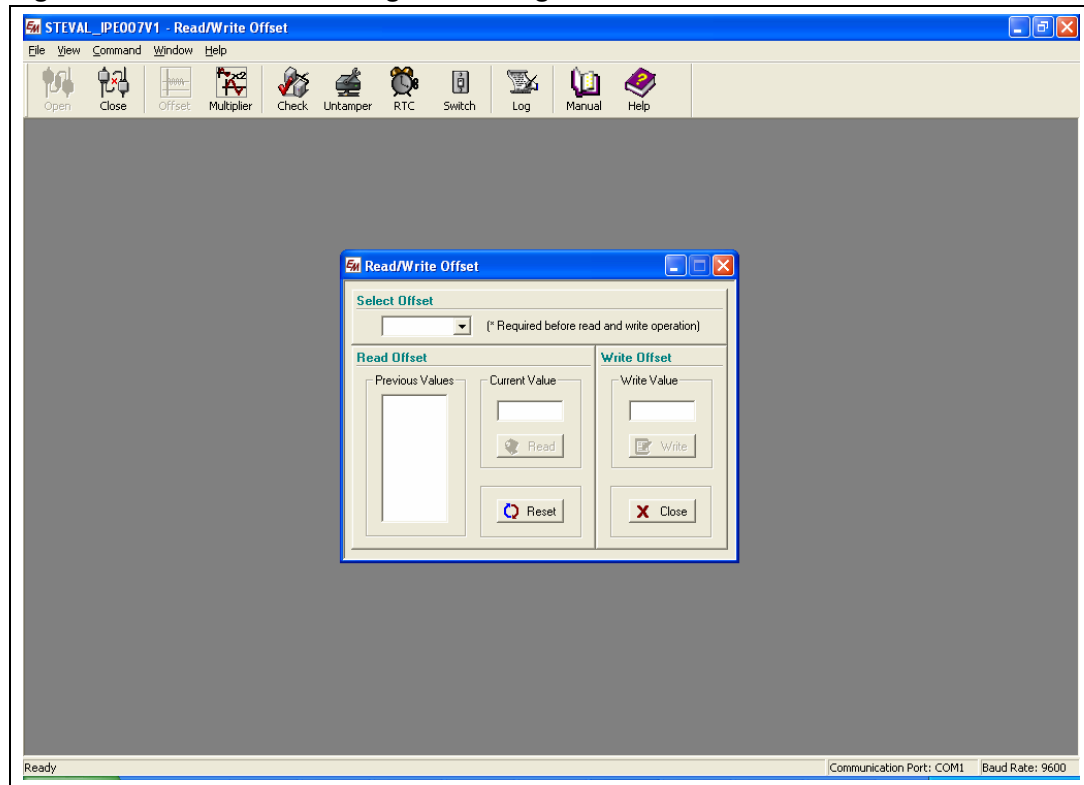 STEVAL_IPE007V1 - Read/Write Offset
File View Command Window Help
Open Close Offset Multiplier Check Untamper RTC Switch Log Manual Help
Read/Write Offset
Select Offset
(* Required before read and write operation)
Read Offset Write Offset
Previous Values Current Value Write Value
Read Write
Reset Close
Ready Communication Port: COM1 Baud Rate: 9600